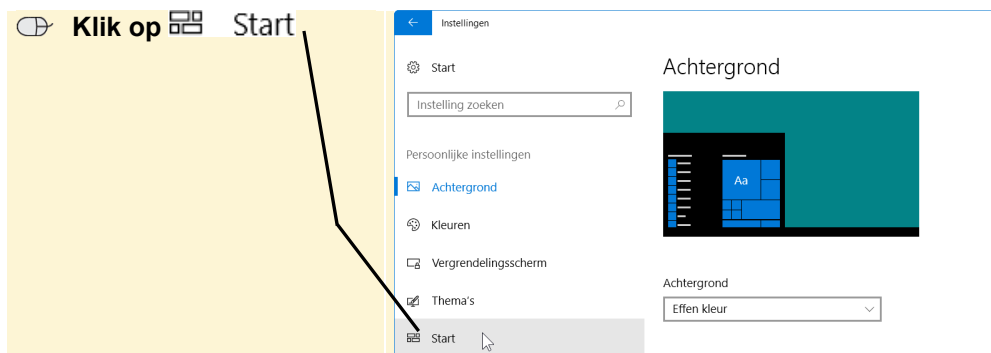 Klik op Start
Instellingen
Start
Instelling zoeken
Persoonlijke instellingen
Achtergrond
Kleuren
Vergrendelingsscherm
Thema's
Start
Achtergrond
Aa
Achtergrond
Effen kleur